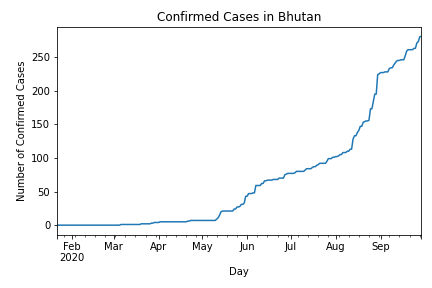 Confirmed Cases in Bhutan
Number of Confirmed Cases
250
200
150
100
50
0
Feb Mar Apr May Jun Jul Aug Sep
2020
Day